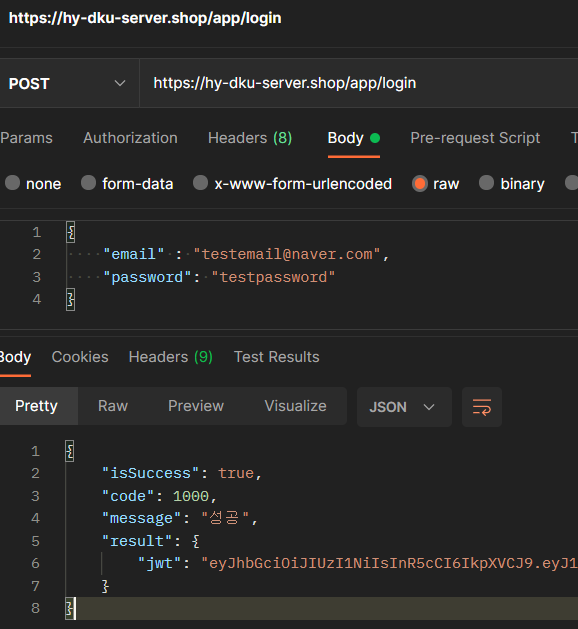 https://hy-dku-server.shop/app/login
POST https://hy-dku-server.shop/app/login
Params Authorization Headers (8) Body Pre-request Script T
none form-data x-www-form-urlencoded raw binary
1 {
2 "email" : "testemail@naver.com",
3 "password": "testpassword"
4 }
Body Cookies Headers (9) Test Results
Pretty Raw Preview Visualize JSON
1 {
2 "isSuccess": true,
3 "code": 1000,
4 "message": "성공",
5 "result": {
6 "jwt": "eyJhbGciOiJIUzI1NiIsInR5cCI6IkpXVCJ9.eyJ1
7 }
8 }